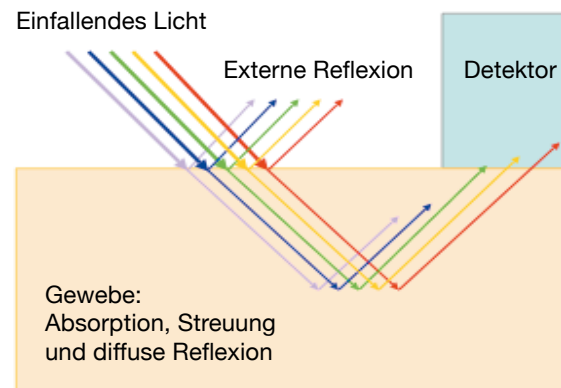 Einfallendes Licht
Externe Reflexion
Detektor
Gewebe:
Absorption, Streuung
und diffuse Reflexion